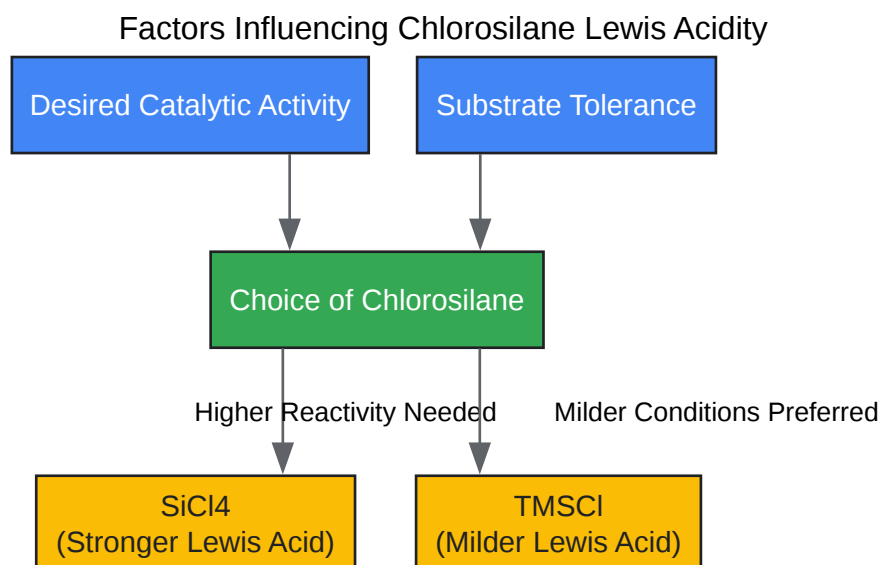 Factors Influencing Chlorosilane Lewis Acidity
Desired Catalytic Activity
Substrate Tolerance
Choice of Chlorosilane
Higher Reactivity Needed
Milder Conditions Preferred
SiCl4
(Stronger Lewis Acid)
TMSCl
(Milder Lewis Acid)